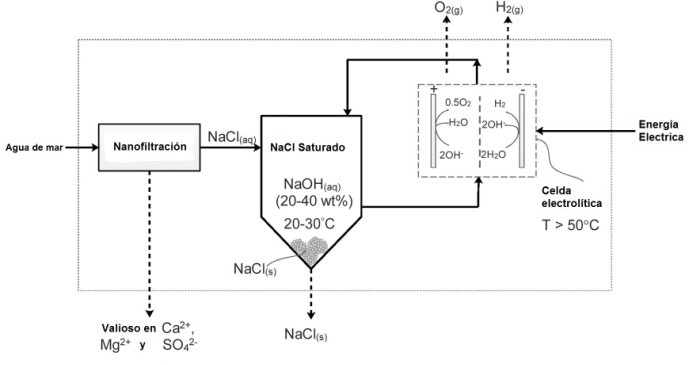 O2(g)
H2(g)
+
-
0.5O2
H2
H2O
2OH-
2OH-
2H2O
Energía
Electrica
Celda
electrolítica
T > 50°C
Agua de mar
Nanofiltración
NaCl(aq)
NaCl Saturado
NaOH(aq)
(20-40 wt%)
20-30°C
NaCl(s)
NaCl(s)
Valioso en Ca2+,
Mg2+ y SO42-